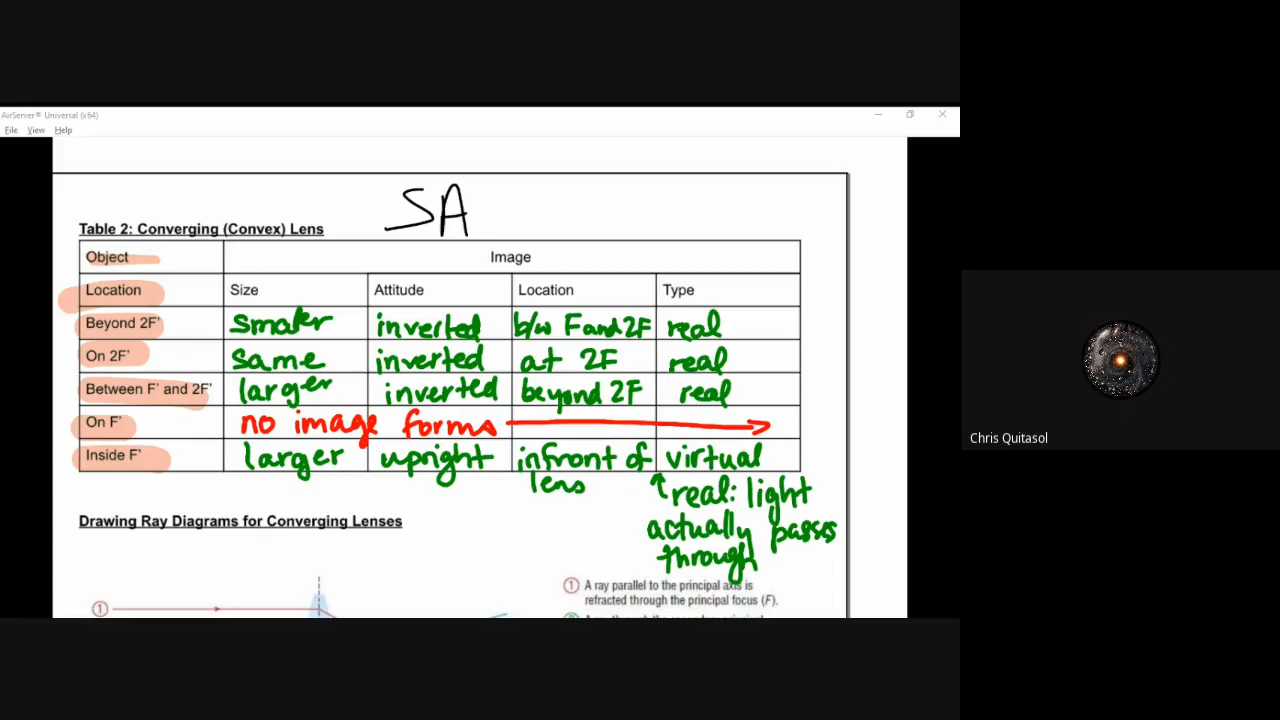 AirServer® Universal (x64)
File View Help
SA
Table 2: Converging (Convex) Lens
Object Image
Location Size Attitude Location Type
Beyond 2F' smaller inverted b/w F and 2F real
On 2F' same inverted at 2F real
Between F' and 2F' larger inverted beyond 2F real
On F' no image forms
Inside F' larger upright infront of lens virtual
real: light
actually passes
through
Drawing Ray Diagrams for Converging Lenses
1 1 A ray parallel to the principal axis is
refracted through the principal focus (F).
Chris Quitasol